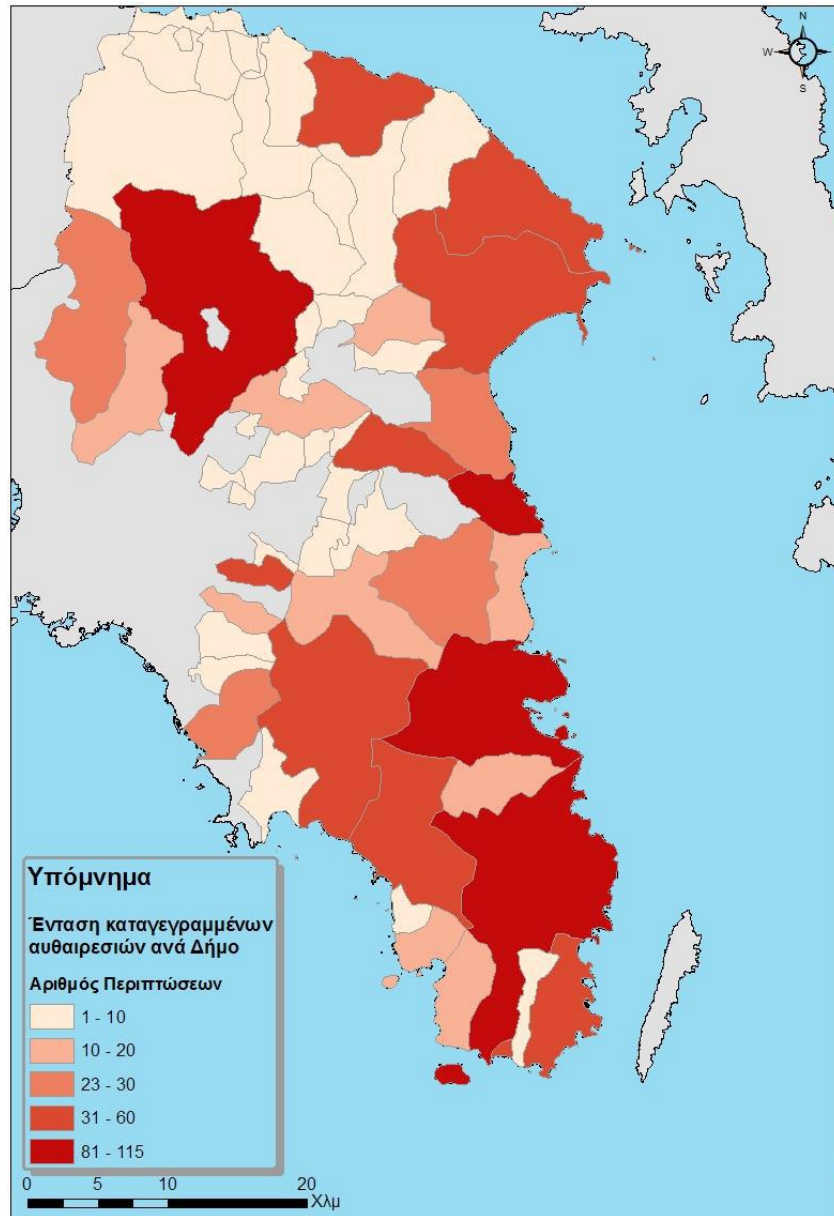 N
W
S
Υπόμνημα
Ένταση καταγεγραμμένων
αυθαιρεσιών ανά Δήμο
Αριθμός Περιπτώσεων
1 - 10
10 - 20
23 - 30
31 - 60
81 - 115
0 5 10 20
Χλμ